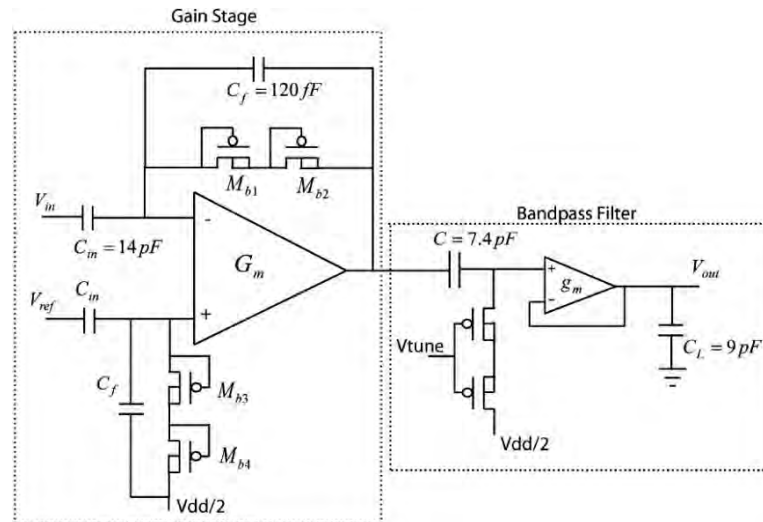 Gain Stage
C_f = 120 fF
M_b1
M_b2
V_in
C_in = 14 pF
-
G_m
C_in
V_ref
+
C_f
M_b3
M_b4
Vdd/2
Bandpass Filter
C = 7.4 pF
+
g_m
-
V_out
Vtune
C_L = 9 pF
Vdd/2